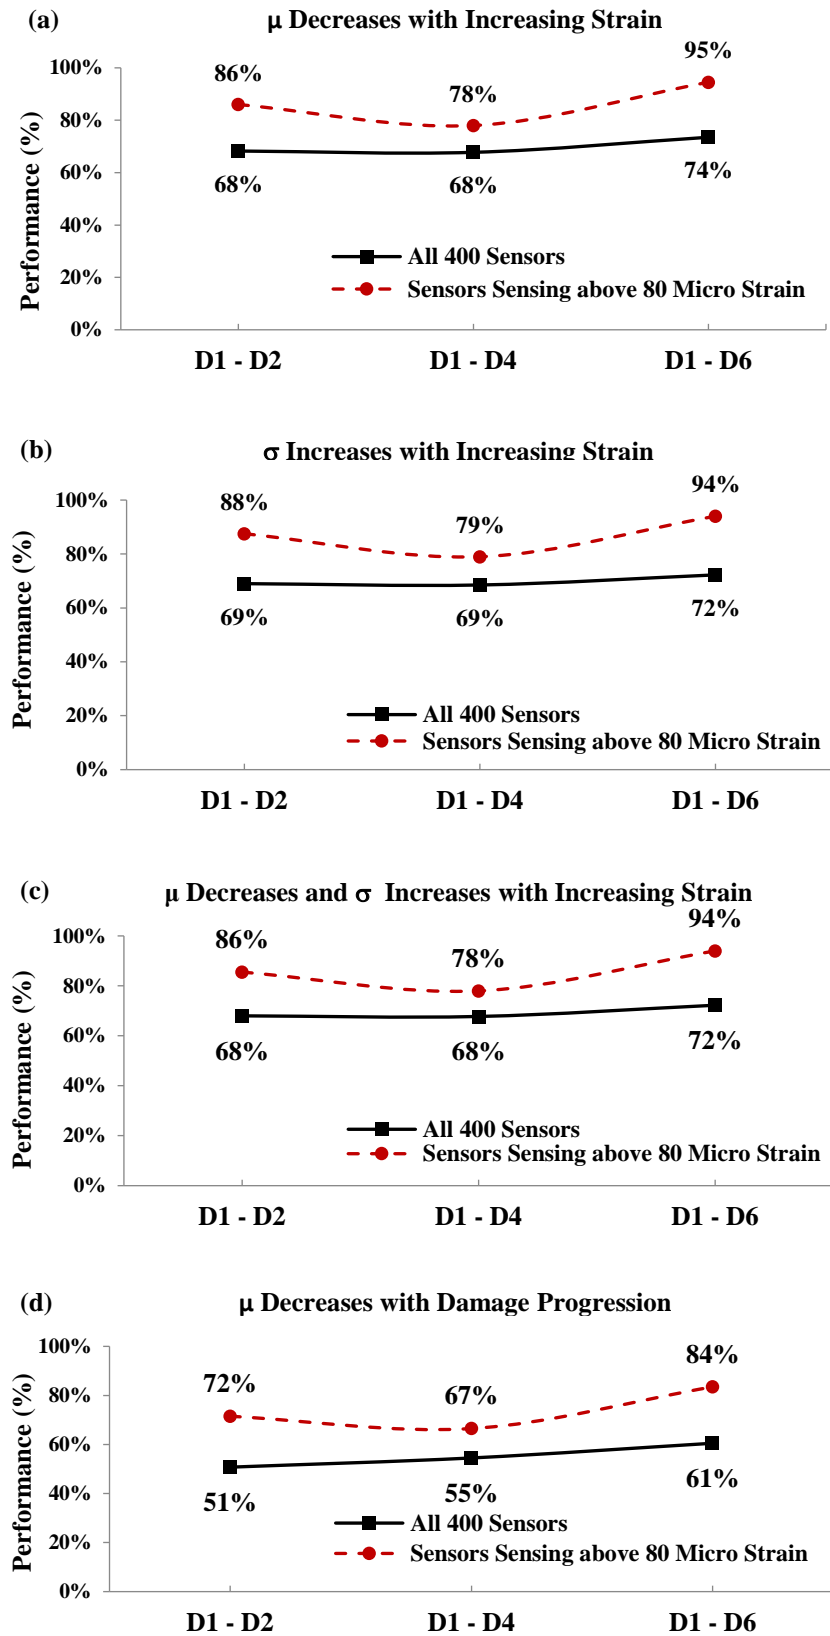 (a)
μ Decreases with Increasing Strain
Performance (%)
100%
80%
60%
40%
20%
0%
86%
78%
95%
68%
68%
74%
All 400 Sensors
Sensors Sensing above 80 Micro Strain
D1 - D2
D1 - D4
D1 - D6
(b)
σ Increases with Increasing Strain
Performance (%)
100%
80%
60%
40%
20%
0%
88%
79%
94%
69%
69%
72%
All 400 Sensors
Sensors Sensing above 80 Micro Strain
D1 - D2
D1 - D4
D1 - D6
(c)
μ Decreases and σ Increases with Increasing Strain
Performance (%)
100%
80%
60%
40%
20%
0%
86%
78%
94%
68%
68%
72%
All 400 Sensors
Sensors Sensing above 80 Micro Strain
D1 - D2
D1 - D4
D1 - D6
(d)
μ Decreases with Damage Progression
Performance (%)
100%
80%
60%
40%
20%
0%
72%
67%
84%
51%
55%
61%
All 400 Sensors
Sensors Sensing above 80 Micro Strain
D1 - D2
D1 - D4
D1 - D6